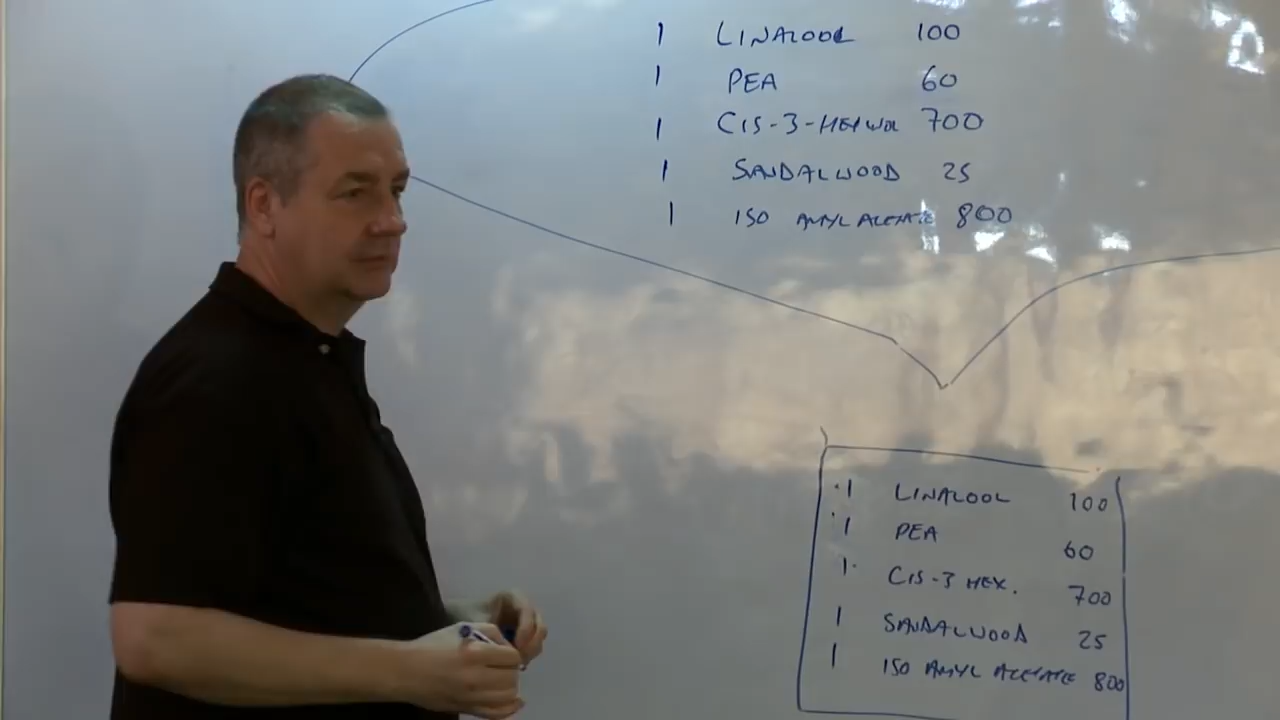 1 LINALOOL 100
1 PEA 60
1 CIS-3-HEXENOL 700
1 SANDALWOOD 25
1 ISO AMYL ACETATE 800
1 LINALOOL 100
1 PEA 60
1 CIS-3 HEX. 700
1 SANDALWOOD 25
1 ISO AMYL ACETATE 800